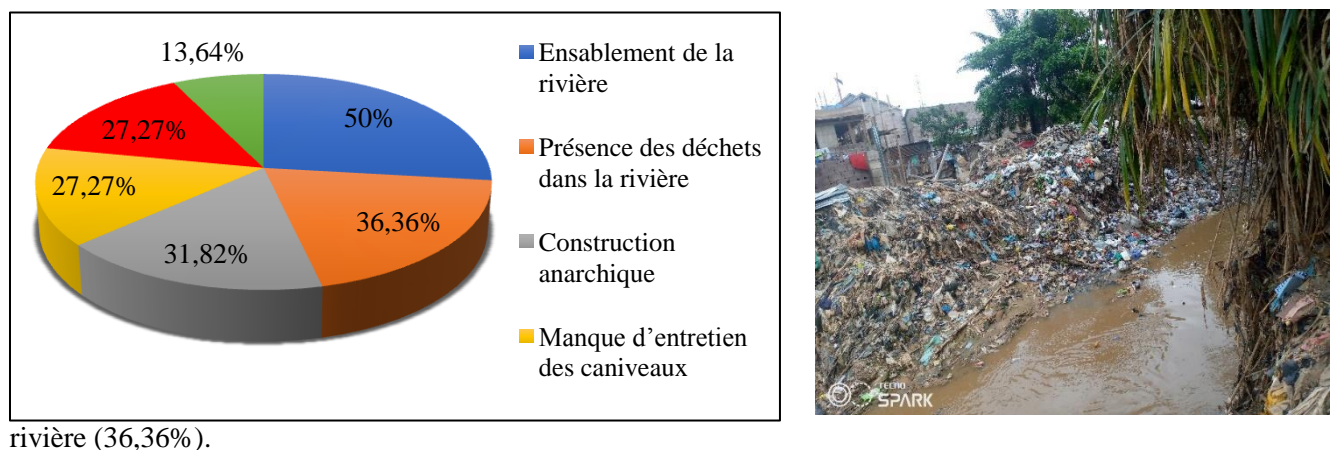 13,64%
50%
27,27%
27,27%
36,36%
31,82%
Ensablement de la
rivière
Présence des déchets
dans la rivière
Construction
anarchique
Manque d'entretien
des caniveaux
TECNO
SPARK
rivière (36,36%).